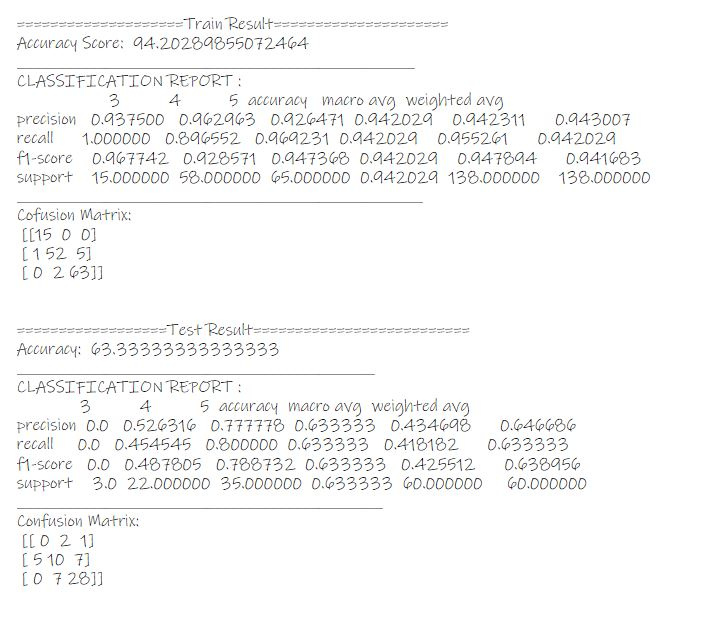 ====================Train Result=====================
Accuracy Score: 94.20289855072464
_______________________________________________
CLASSIFICATION REPORT :
3 4 5 accuracy macro avg weighted avg
precision 0.937500 0.962963 0.926471 0.942029 0.942311 0.943007
recall 1.000000 0.896552 0.969231 0.942029 0.955261 0.942029
f1-score 0.967742 0.928571 0.947368 0.942029 0.947894 0.941683
support 15.000000 58.000000 65.000000 0.942029 138.000000 138.000000
_______________________________________________
Cofusion Matrix:
[[15 0 0]
[ 1 52 5]
[ 0 2 63]]
==================Test Result==========================
Accuracy: 63.33333333333333
_______________________________________________
CLASSIFICATION REPORT :
3 4 5 accuracy macro avg weighted avg
precision 0.0 0.526316 0.777778 0.633333 0.434698 0.646686
recall 0.0 0.454545 0.800000 0.633333 0.418182 0.633333
f1-score 0.0 0.487805 0.788732 0.633333 0.425512 0.638956
support 3.0 22.000000 35.000000 0.633333 60.000000 60.000000
_______________________________________________
Confusion Matrix:
[[ 0 2 1]
[ 5 10 7]
[ 0 7 28]]